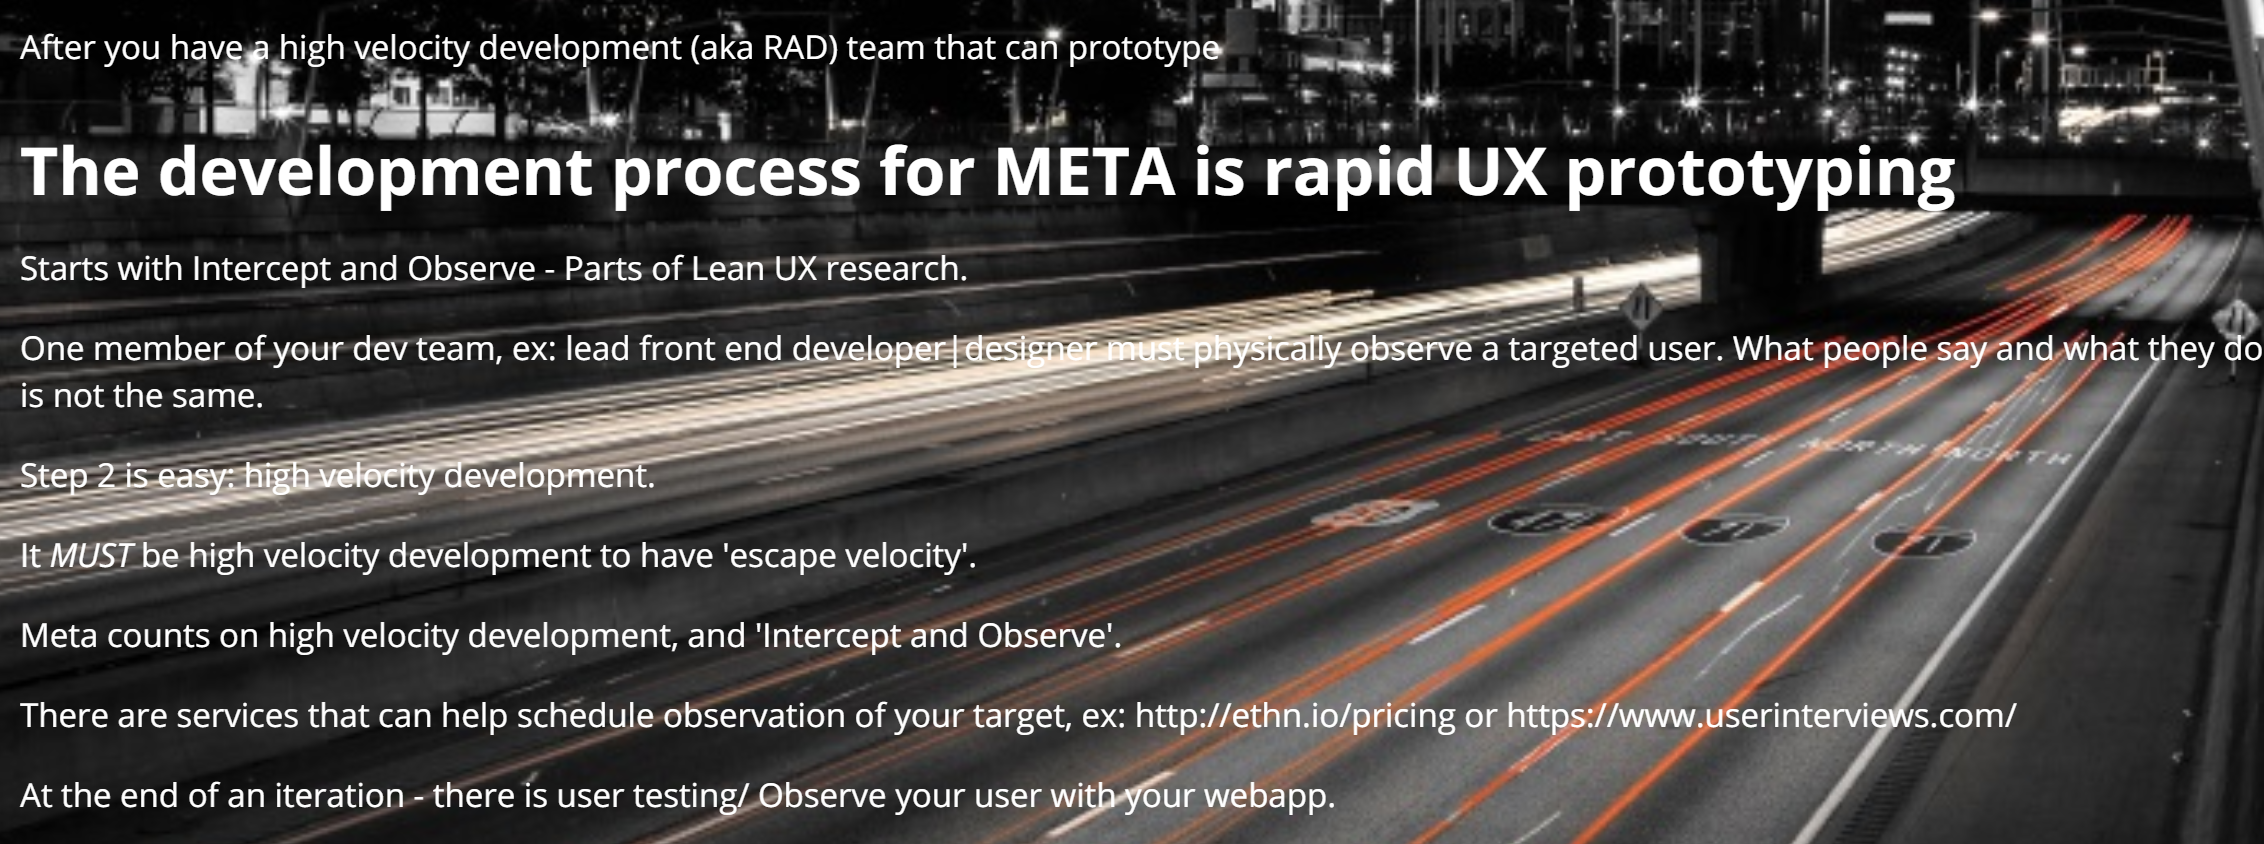 After you have a high velocity development (aka RAD) team that can prototype
The development process for META is rapid UX prototyping
Starts with Intercept and Observe - Parts of Lean UX research.
One member of your dev team, ex: lead front end developer|designer must physically observe a targeted user. What people say and what they do
is not the same.
Step 2 is easy: high velocity development.
It MUST be high velocity development to have 'escape velocity'.
Meta counts on high velocity development, and 'Intercept and Observe'.
There are services that can help schedule observation of your target, ex: http://ethn.io/pricing or https://www.userinterviews.com/
At the end of an iteration - there is user testing/ Observe your user with your webapp.